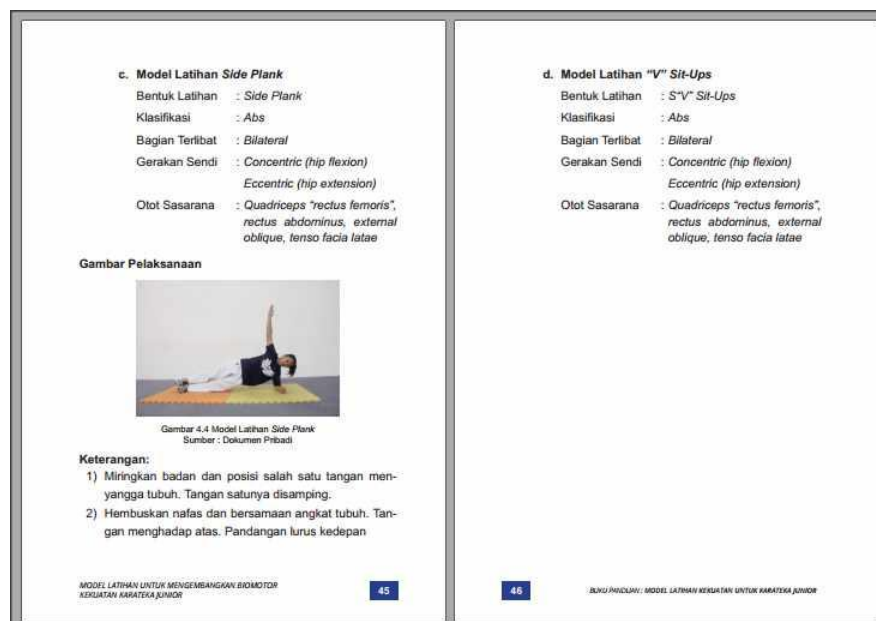 c. Model Latihan Side Plank
Bentuk Latihan : Side Plank
Klasifikasi : Abs
Bagian Terlibat : Bilateral
Gerakan Sendi : Concentric (hip flexion)
Eccentric (hip extension)
Otot Sasarana : Quadriceps “rectus femoris”,
rectus abdominus, external
oblique, tenso facia latae
Gambar Pelaksanaan
Gambar 4.4 Model Latihan Side Plank
Sumber : Dokumen Pribadi
Keterangan:
1) Miringkan badan dan posisi salah satu tangan men-
yangga tubuh. Tangan satunya disamping.
2) Hembuskan nafas dan bersamaan angkat tubuh. Tan-
gan menghadap atas. Pandangan lurus kedepan
MODEL LATIHAN UNTUK MENGEMBANGKAN BIOMOTOR
KEKUATAN KARATEKA JUNIOR
45
d. Model Latihan “V” Sit-Ups
Bentuk Latihan : S“V” Sit-Ups
Klasifikasi : Abs
Bagian Terlibat : Bilateral
Gerakan Sendi : Concentric (hip flexion)
Eccentric (hip extension)
Otot Sasarana : Quadriceps “rectus femoris”,
rectus abdominus, external
oblique, tenso facia latae
46
BUKU PANDUAN : MODEL LATIHAN KEKUATAN UNTUK KARATEKA JUNIOR